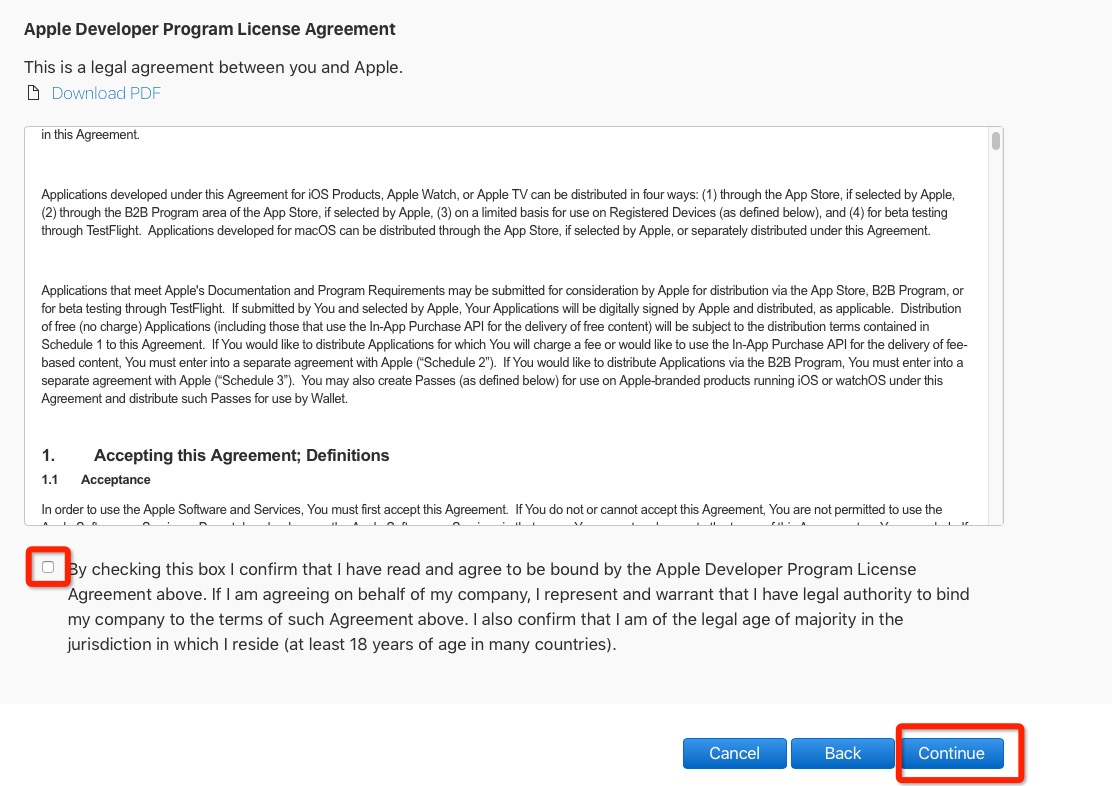 Apple Developer Program License Agreement
This is a legal agreement between you and Apple.
Download PDF
in this Agreement.
Applications developed under this Agreement for iOS Products, Apple Watch, or Apple TV can be distributed in four ways: (1) through the App Store, if selected by Apple,
(2) through the B2B Program area of the App Store, if selected by Apple, (3) on a limited basis for use on Registered Devices (as defined below), and (4) for beta testing
through TestFlight.  Applications developed for macOS can be distributed through the App Store, if selected by Apple, or separately distributed under this Agreement.
Applications that meet Apple's Documentation and Program Requirements may be submitted for consideration by Apple for distribution via the App Store, B2B Program, or
for beta testing through TestFlight.  If submitted by You and selected by Apple, Your Applications will be digitally signed by Apple and distributed, as applicable.  Distribution
of free (no charge) Applications (including those that use the In-App Purchase API for the delivery of free content) will be subject to the distribution terms contained in
Schedule 1 to this Agreement.  If You would like to distribute Applications for which You will charge a fee or would like to use the In-App Purchase API for the delivery of fee-
based content, You must enter into a separate agreement with Apple (“Schedule 2”).  If You would like to distribute Applications via the B2B Program, You must enter into a
separate agreement with Apple (“Schedule 3”).  You may also create Passes (as defined below) for use on Apple-branded products running iOS or watchOS under this
Agreement and distribute such Passes for use by Wallet.
1. Accepting this Agreement; Definitions
1.1 Acceptance
In order to use the Apple Software and Services, You must first accept this Agreement.  If You do not or cannot accept this Agreement, You are not permitted to use the
By checking this box I confirm that I have read and agree to be bound by the Apple Developer Program License
Agreement above. If I am agreeing on behalf of my company, I represent and warrant that I have legal authority to bind
my company to the terms of such Agreement above. I also confirm that I am of the legal age of majority in the
jurisdiction in which I reside (at least 18 years of age in many countries).
Cancel Back Continue